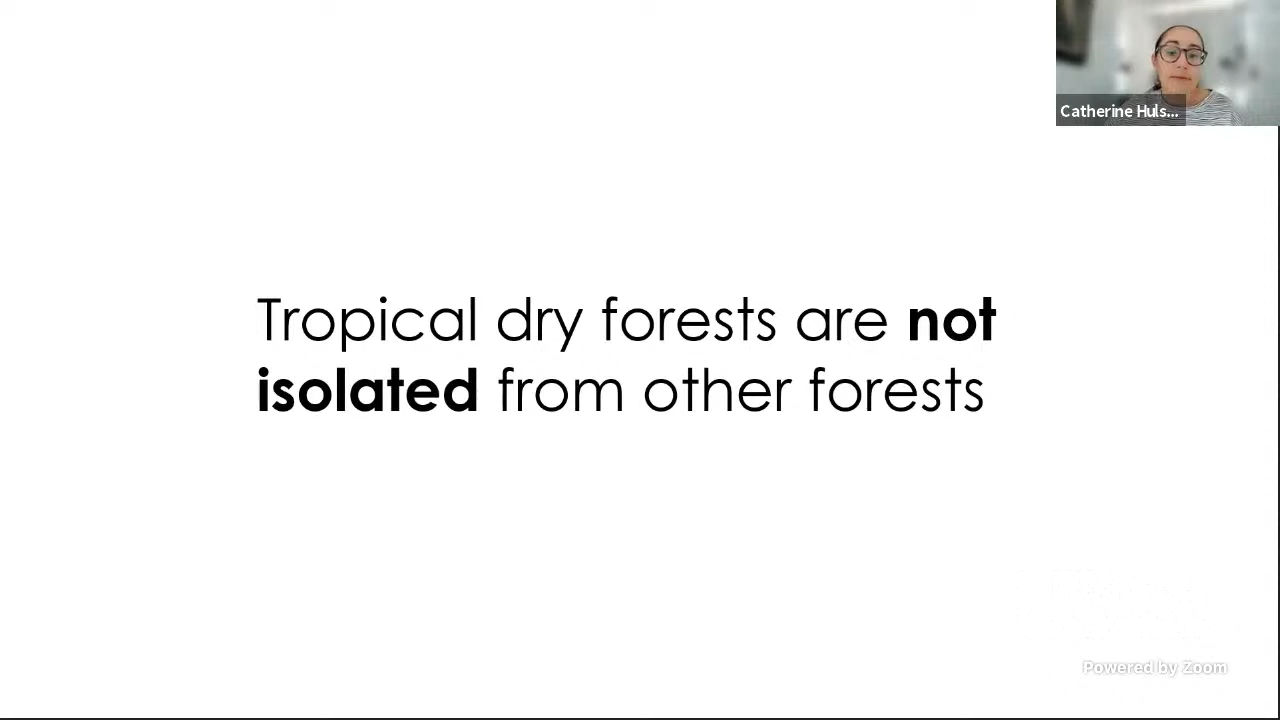 Catherine Huls...
Tropical dry forests are not
isolated from other forests
Powered by Zoom